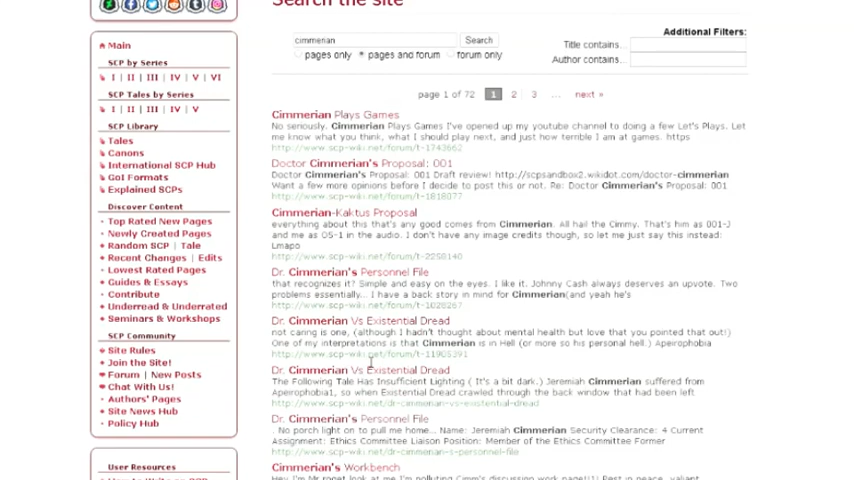 Search the site
Main
SCP by Series
I | II | III | IV | V | VI
SCP Tales by Series
I | II | III | IV | V
SCP Library
Tales
Canons
International SCP Hub
GoI Formats
Explained SCPs
Discover Content
Top Rated New Pages
Newly Created Pages
Random SCP | Tale
Recent Changes | Edits
Lowest Rated Pages
Guides & Essays
Contribute
Underread & Underrated
Seminars & Workshops
SCP Community
Site Rules
Join the Site!
Forum | New Posts
Chat With Us!
Authors' Pages
Site News Hub
Policy Hub
User Resources
cimmerian
Search
pages only pages and forum forum only
Additional Filters:
Title contains...
Author contains...
page 1 of 72 1 2 3 ... next »
Cimmerian Plays Games
No seriously. Cimmerian Plays Games I've opened up my youtube channel to doing a few Let's Plays. Let
me know what you think, what I should play next, and just how terrible I am at games. https
http://www.scp-wiki.net/forum/t-1743662
Doctor Cimmerian's Proposal: 001
Doctor Cimmerian's Proposal: 001 Draft review! http://scpsandbox2.wikidot.com/doctor-cimmerian
Want a few more opinions before I decide to post this or not. Re: Doctor Cimmerian's Proposal: 001
http://www.scp-wiki.net/forum/t-1818877
Cimmerian-Kaktus Proposal
everything about this that's any good comes from Cimmerian. All hail the Cimmy. That's him as 001-J
and me as OS-1 in the audio. I don't have any image credits though, so let me just say this instead:
Lmapo
http://www.scp-wiki.net/forum/t-2258140
Dr. Cimmerian's Personnel File
that recognizes it? Simple and easy on the eyes. I like it. Johnny Cash always deserves an upvote. Two
problems essentially... I have a back story in mind for Cimmerian(and yeah he's
http://www.scp-wiki.net/forum/t-1028267
Dr. Cimmerian Vs Existential Dread
not caring is one, (although I hadn't thought about mental health but love that you pointed that out!)
One of my interpretations is that Cimmerian is in Hell (or more so his personal hell.) Apeirophobia
http://www.scp-wiki.net/forum/t-11905391
Dr. Cimmerian Vs Existential Dread
The Following Tale Has Insufficient Lighting ( It's a bit dark.) Jeremiah Cimmerian suffered from
Apeirophobia1, so when Existential Dread crawled through the back window that had been left
http://www.scp-wiki.net/dr-cimmerian-vs-existential-dread
Dr. Cimmerian's Personnel File
. No porch light on to pull me home... Name: Jeremiah Cimmerian Security Clearance: 4 Current
Assignment: Ethics Committee Liaison Position: Member of the Ethics Committee Former
http://www.scp-wiki.net/dr-cimmerian-s-personnel-file
Cimmerian's Workbench